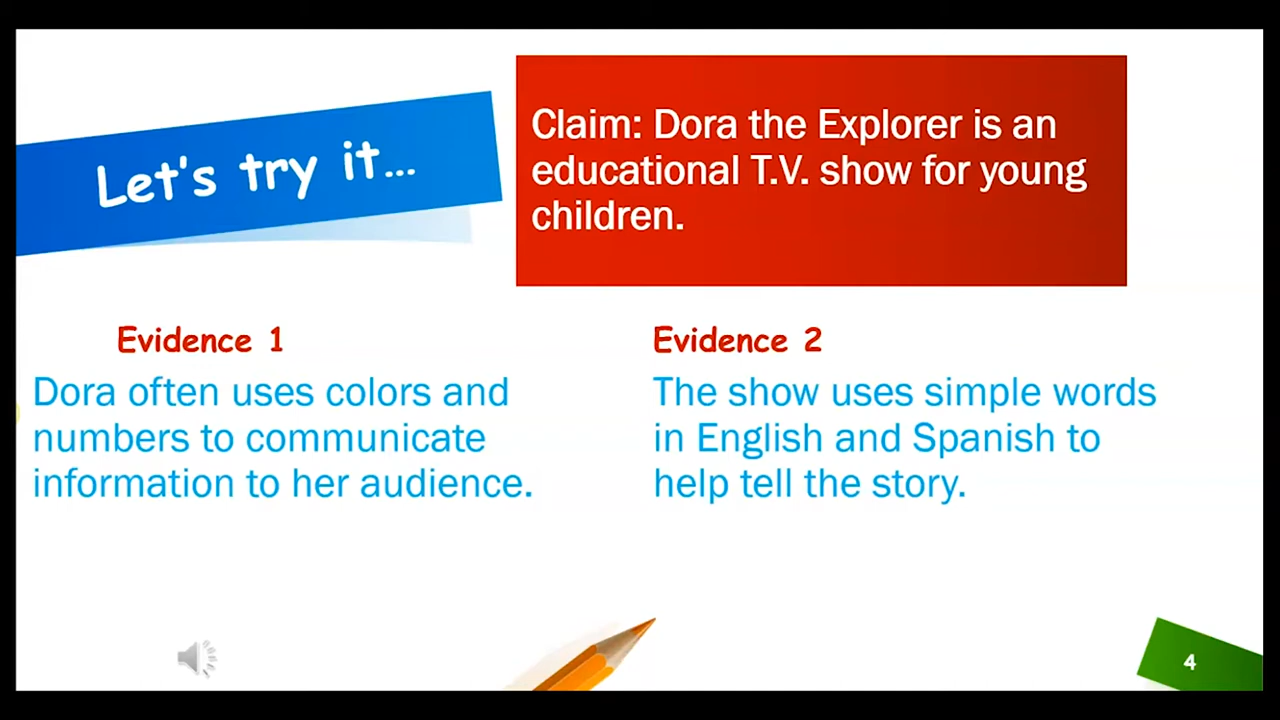 Let's try it...
Claim: Dora the Explorer is an
educational T.V. show for young
children.
Evidence 1
Dora often uses colors and
numbers to communicate
information to her audience.
Evidence 2
The show uses simple words
in English and Spanish to
help tell the story.
4